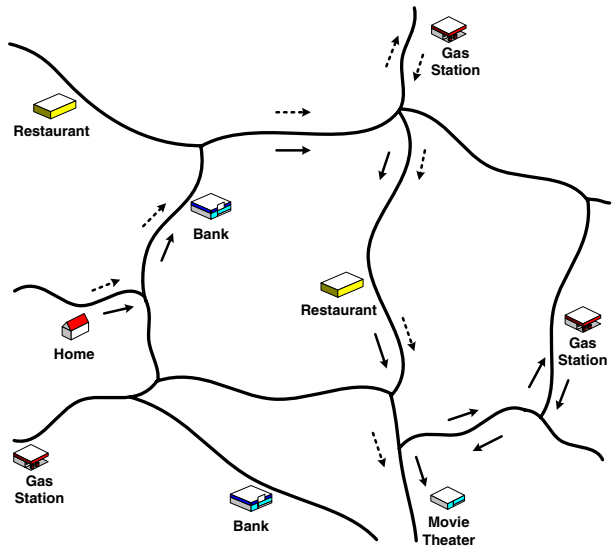 Gas
Station
Restaurant
Bank
Restaurant
Home
Gas
Station
Gas
Station
Bank
Movie
Theater